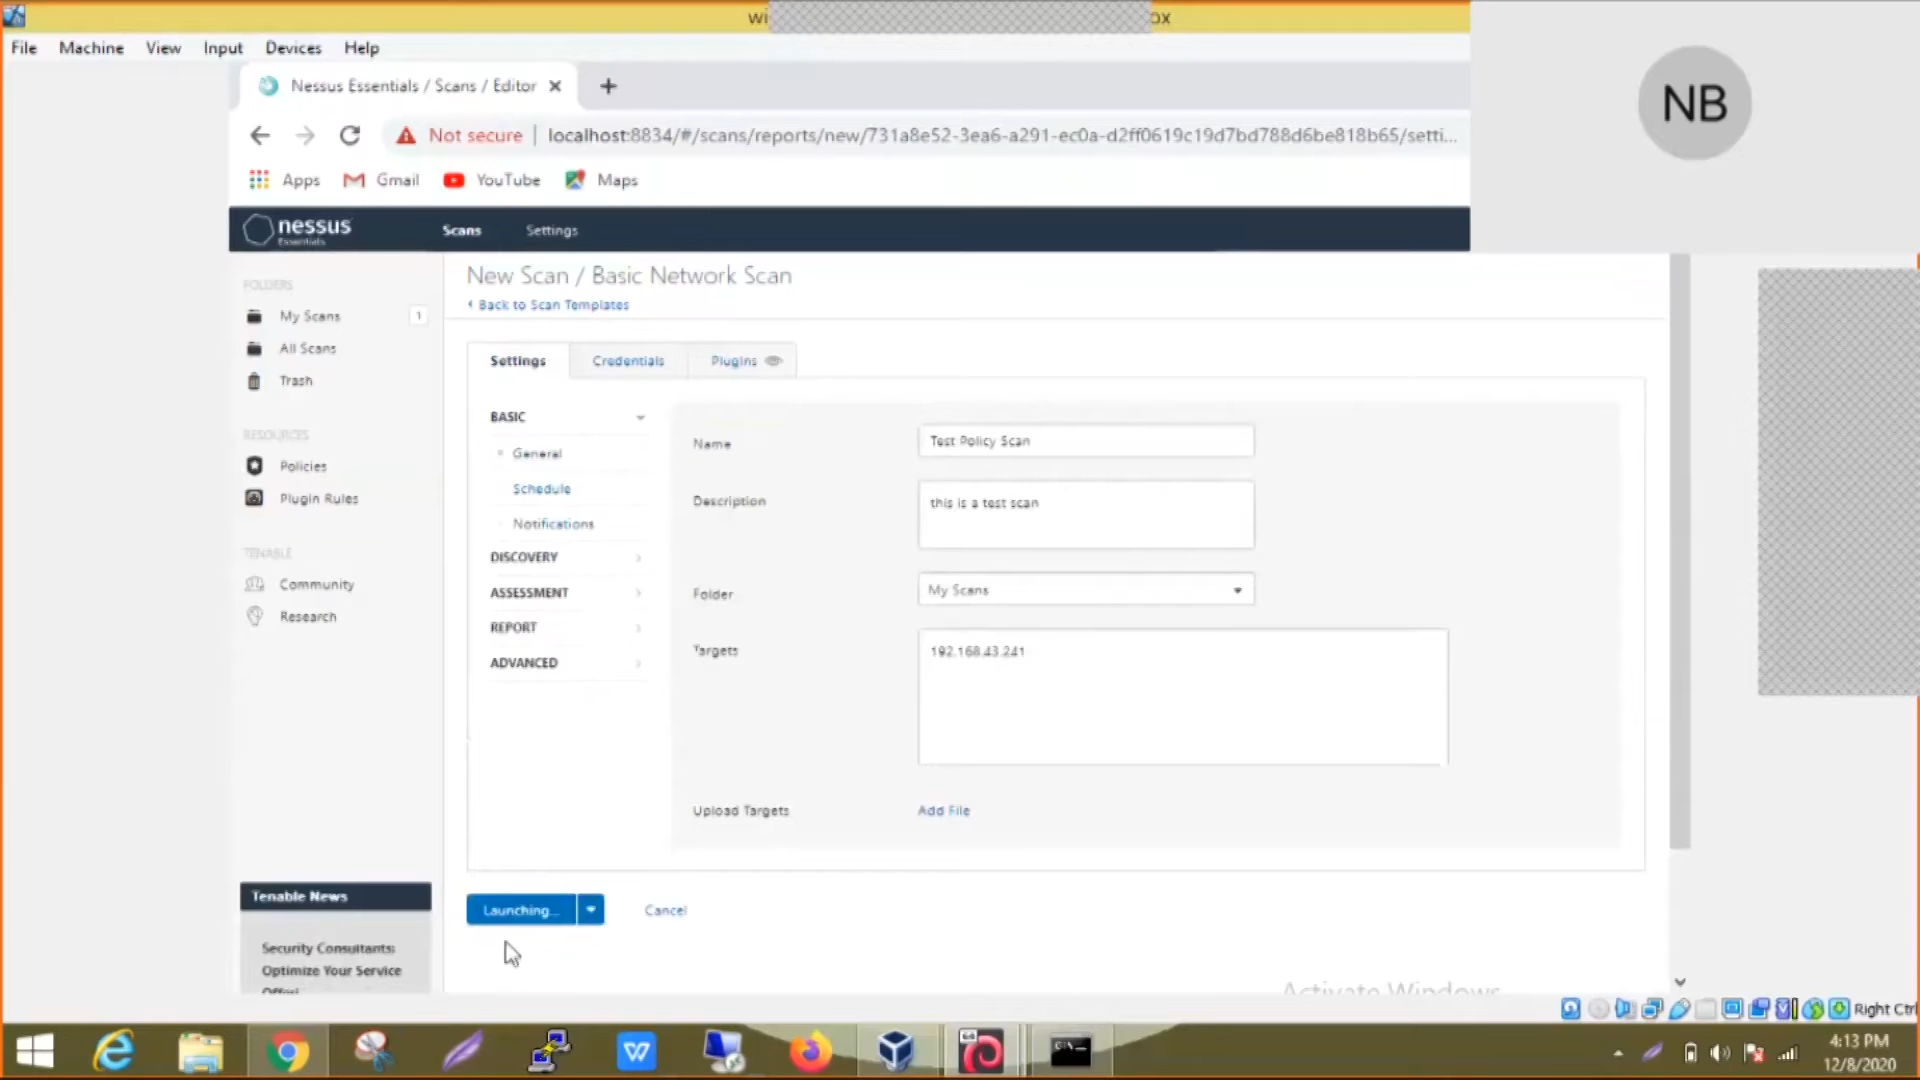 wi
ox
File Machine View Input Devices Help
Nessus Essentials / Scans / Editor
NB
Not secure | localhost:8834/#/scans/reports/new/731a8e52-3ea6-a291-ec0a-d2ff0619c19d7bd788d6be818b65/setti...
Apps Gmail YouTube Maps
nessus
Essentials
Scans Settings
New Scan / Basic Network Scan
Back to Scan Templates
FOLDERS
My Scans 1
All Scans
Trash
RESOURCES
Policies
Plugin Rules
TENABLE
Community
Research
Settings Credentials Plugins
BASIC
General
Schedule
Notifications
DISCOVERY
ASSESSMENT
REPORT
ADVANCED
Name Test Policy Scan
Description this is a test scan
Folder My Scans
Targets 192.168.43.241
Upload Targets Add File
Launching... Cancel
Tenable News
Security Consultants:
Optimize Your Service
Activate Windows
Right Ctrl
4:13 PM
12/8/2020